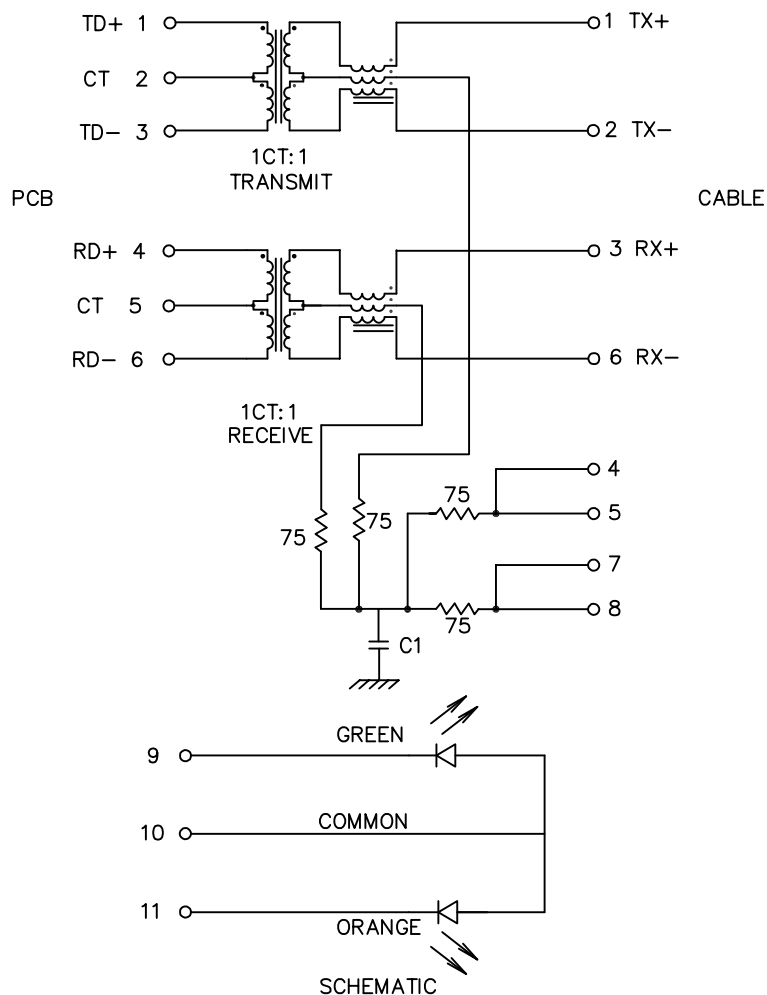 TD+ 1
1 TX+
CT 2
TD- 3
2 TX-
1CT:1
TRANSMIT
PCB
CABLE
RD+ 4
3 RX+
CT 5
RD- 6
6 RX-
1CT:1
RECEIVE
4
75
5
75
75
7
8
75
C1
GREEN
9
COMMON
10
11
ORANGE
SCHEMATIC